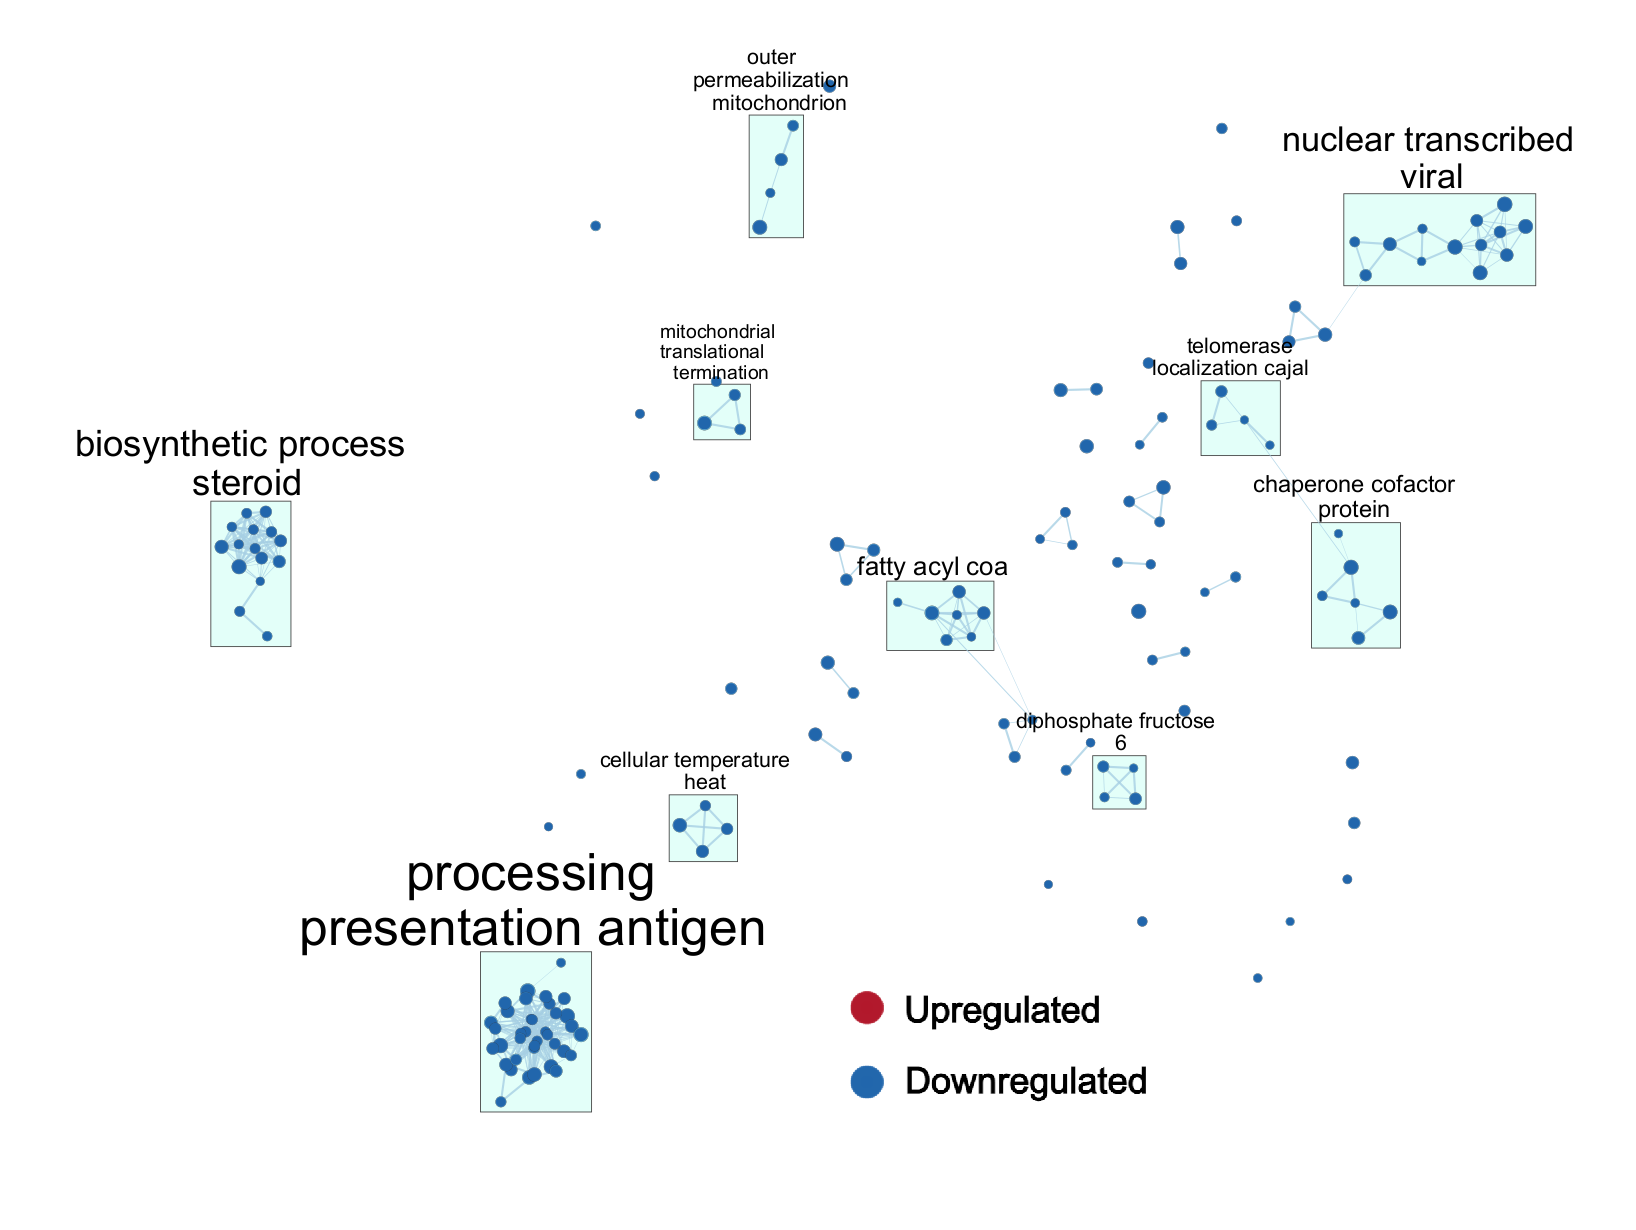 outer
permeabilization
mitochondrion
nuclear transcribed
viral
mitochondrial
translational
termination
telomerase
localization cajal
biosynthetic process
steroid
chaperone cofactor
protein
fatty acyl coa
diphosphate fructose
6
cellular temperature
heat
processing
presentation antigen
Upregulated
Downregulated